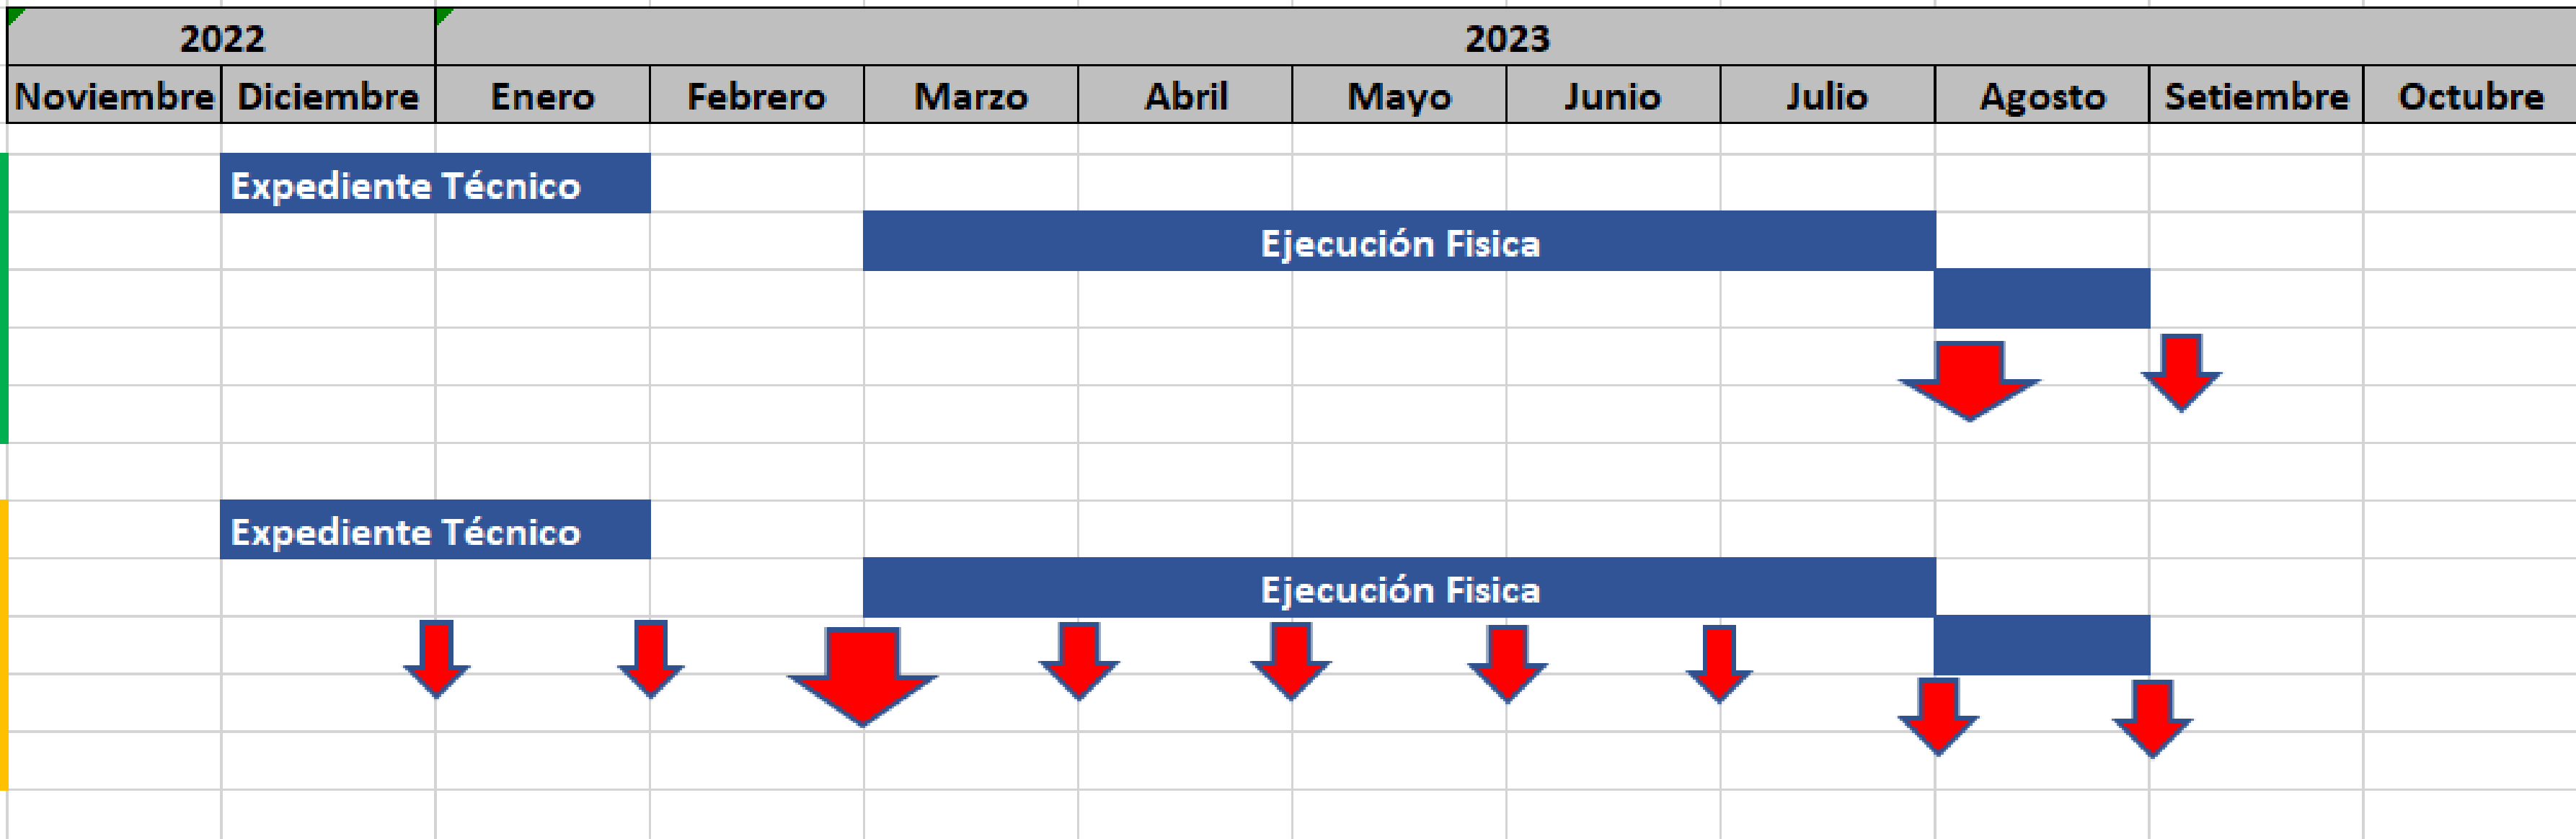 2022 2023
Noviembre Diciembre Enero Febrero Marzo Abril Mayo Junio Julio Agosto Setiembre Octubre
Expediente Técnico
Ejecución Fisica
Expediente Técnico
Ejecución Fisica